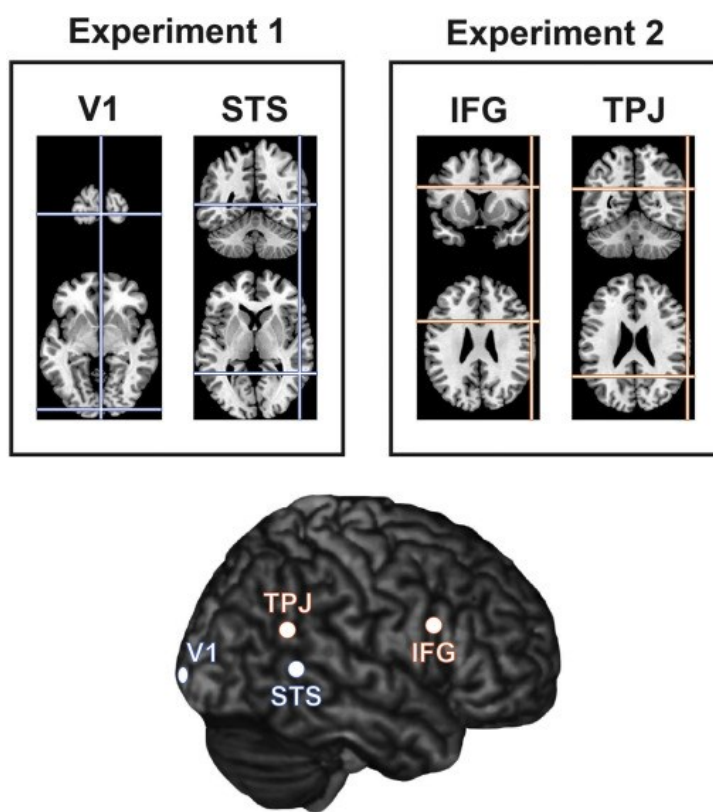 Experiment 1
Experiment 2
V1
STS
IFG
TPJ
TPJ
V1
IFG
STS